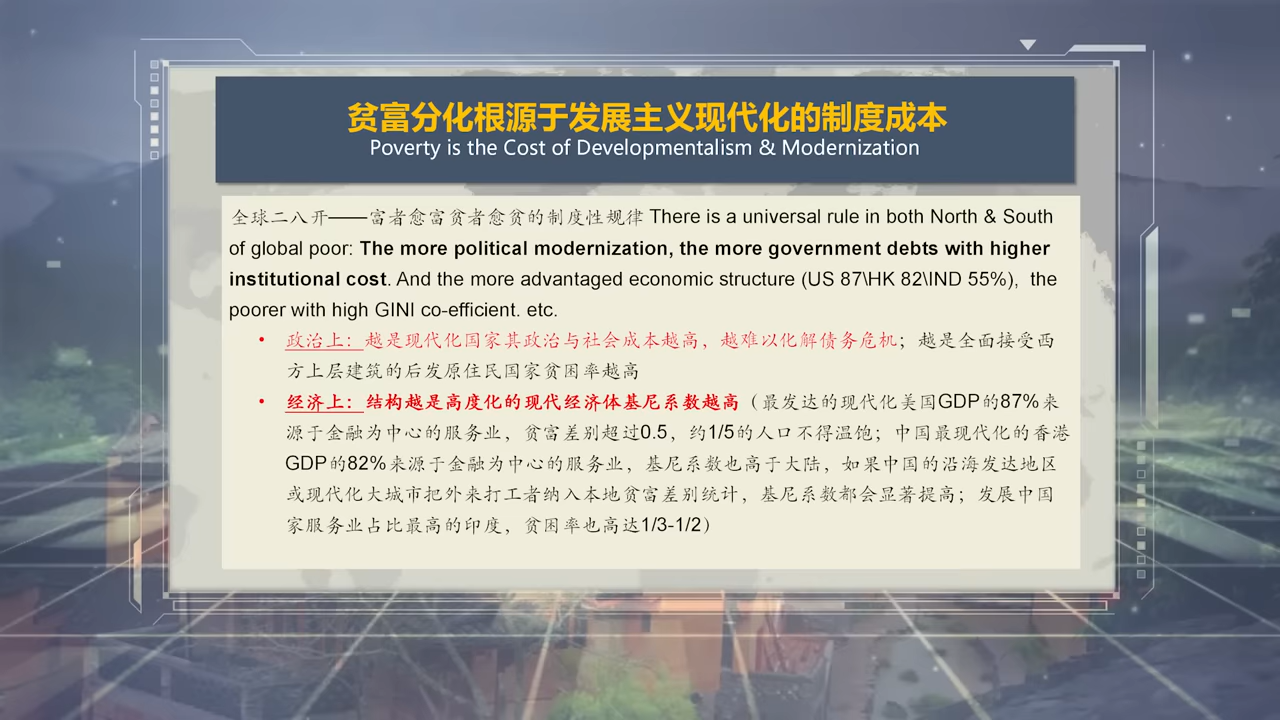 贫富分化根源于发展主义现代化的制度成本
Poverty is the Cost of Developmentalism & Modernization
全球二八开——富者愈富贫者愈贫的制度性规律 There is a universal rule in both North & South
of global poor: The more political modernization, the more government debts with higher
institutional cost. And the more advantaged economic structure (US 87\HK 82\IND 55%), the
poorer with high GINI co-efficient. etc.
• 政治上：越是现代化国家其政治与社会成本越高，越难以化解债务危机；越是全面接受西
方上层建筑的后发原住民国家贫困率越高
• 经济上：结构越是高度化的现代经济体基尼系数越高（最发达的现代化美国GDP的87%来
源于金融为中心的服务业，贫富差别超过0.5，约1/5的人口不得温饱；中国最现代化的香港
GDP的82%来源于金融为中心的服务业，基尼系数也高于大陆，如果中国的沿海发达地区
或现代化大城市把外来打工者纳入本地贫富差别统计，基尼系数都会显著提高；发展中国
家服务业占比最高的印度，贫困率也高达1/3-1/2）